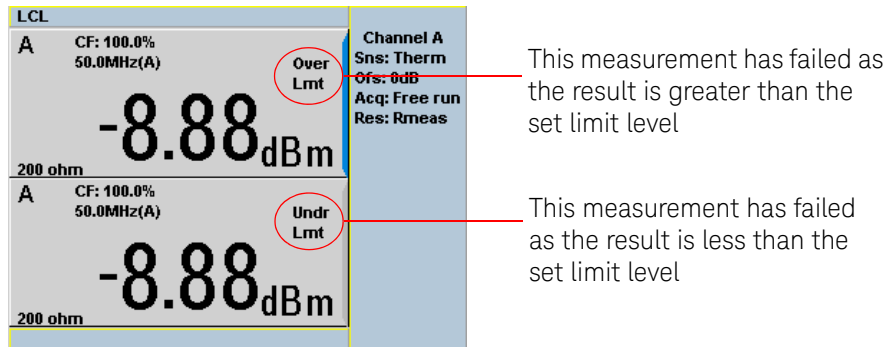 LCL
A
CF: 100.0%
50.0MHz(A)
Over
Lmt
-8.88dBm
200 ohm
A
CF: 100.0%
50.0MHz(A)
Undr
Lmt
-8.88dBm
200 ohm
Channel A
Sns: Therm
Ofs: 0dB
Acq: Free run
Res: Rmeas
This measurement has failed as
the result is greater than the
set limit level
This measurement has failed
as the result is less than the
set limit level